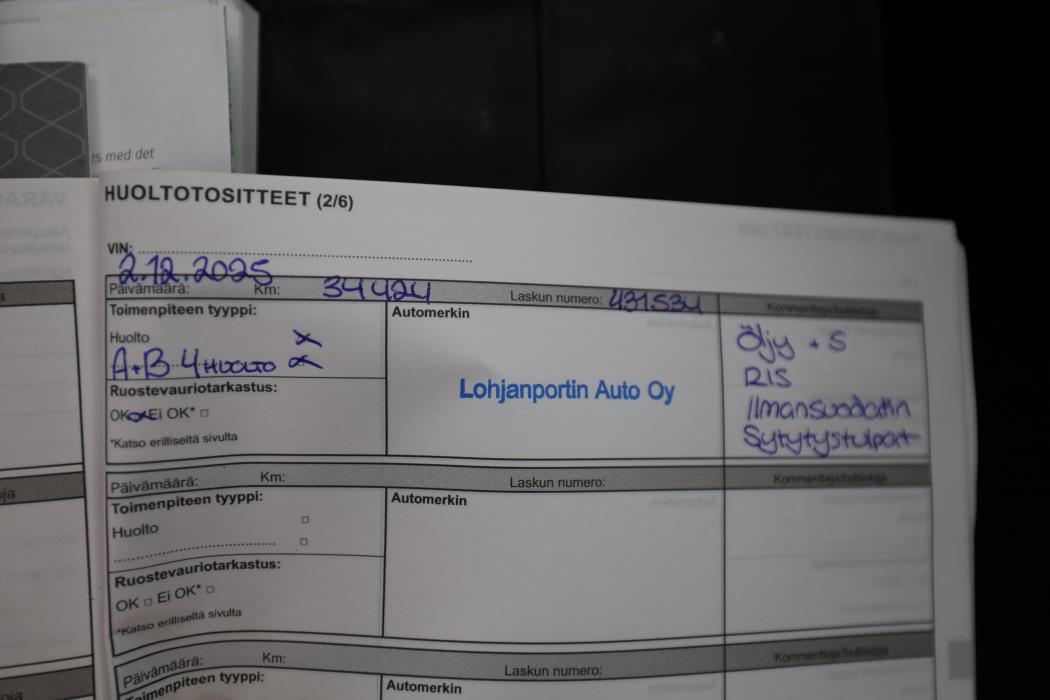 es med det
HUOLTOTOSITTEET (2/6)
VIN:
2.12.2025
Päivämäärä: Km: 34424 Laskun numero: 431534 Kommentteja/lisätietoja
Toimenpiteen tyyppi:
Automerkin
Huolto x
A+B 4 HUOLTO x
Ruostevauriotarkastus:
OK x Ei OK* □
*Katso erilliseltä sivulta
Lohjanportin Auto Oy
Öljy + S
RIS
Ilmansuodatin
Sytytystulpat
Päivämäärä: Km: Laskun numero: Kommentteja/lisätietoja
Toimenpiteen tyyppi:
Automerkin
Huolto □
□
Ruostevauriotarkastus:
OK □ Ei OK* □
*Katso erilliseltä sivulta
Päivämäärä: Km: Laskun numero: Kommentteja/lisätietoja
Toimenpiteen tyyppi:
Automerkin